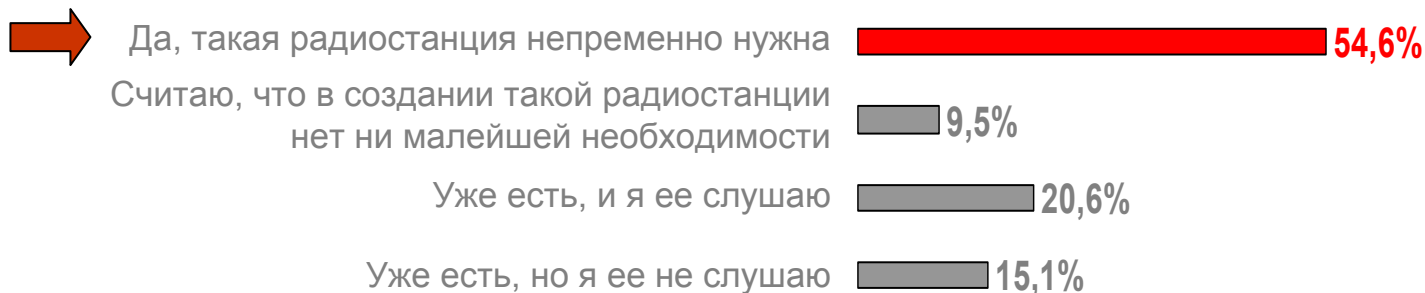 Да, такая радиостанция непременно нужна 54,6%
Считаю, что в создании такой радиостанции
нет ни малейшей необходимости 9,5%
Уже есть, и я ее слушаю 20,6%
Уже есть, но я ее не слушаю 15,1%